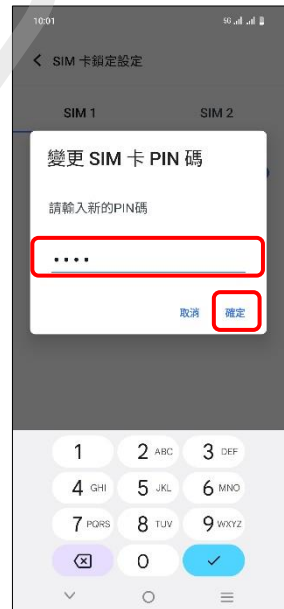 10:01
5G
SIM 卡鎖定設定
SIM 1 SIM 2
變更 SIM 卡 PIN 碼
請輸入新的PIN碼
••••
取消 確定
1 2 ABC 3 DEF
4 GHI 5 JKL 6 MNO
7 PQRS 8 TUV 9 WXYZ
0